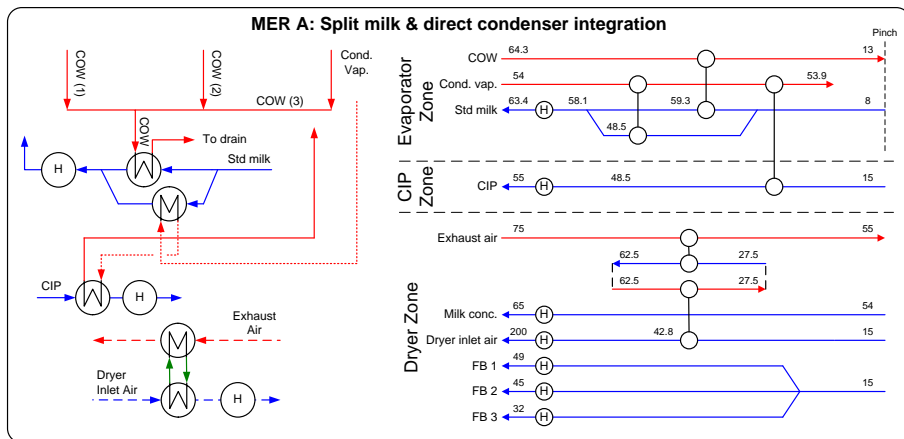 MER A: Split milk & direct condenser integration
COW (1)
COW (2)
Cond.
Vap.
COW (3)
COW
To drain
Std milk
H
CIP
H
Exhaust
Air
Dryer
Inlet Air
H
Pinch
Evaporator
Zone
COW 64.3 13
Cond. vap. 54 53.9
Std milk 63.4 H 58.1 59.3 8
48.5
CIP
Zone
CIP 55 H 48.5 15
Dryer Zone
Exhaust air 75 55
62.5 27.5
62.5 27.5
Milk conc. 65 H 54
Dryer inlet air 200 H 42.8 15
FB 1 49 H
FB 2 45 H 15
FB 3 32 H